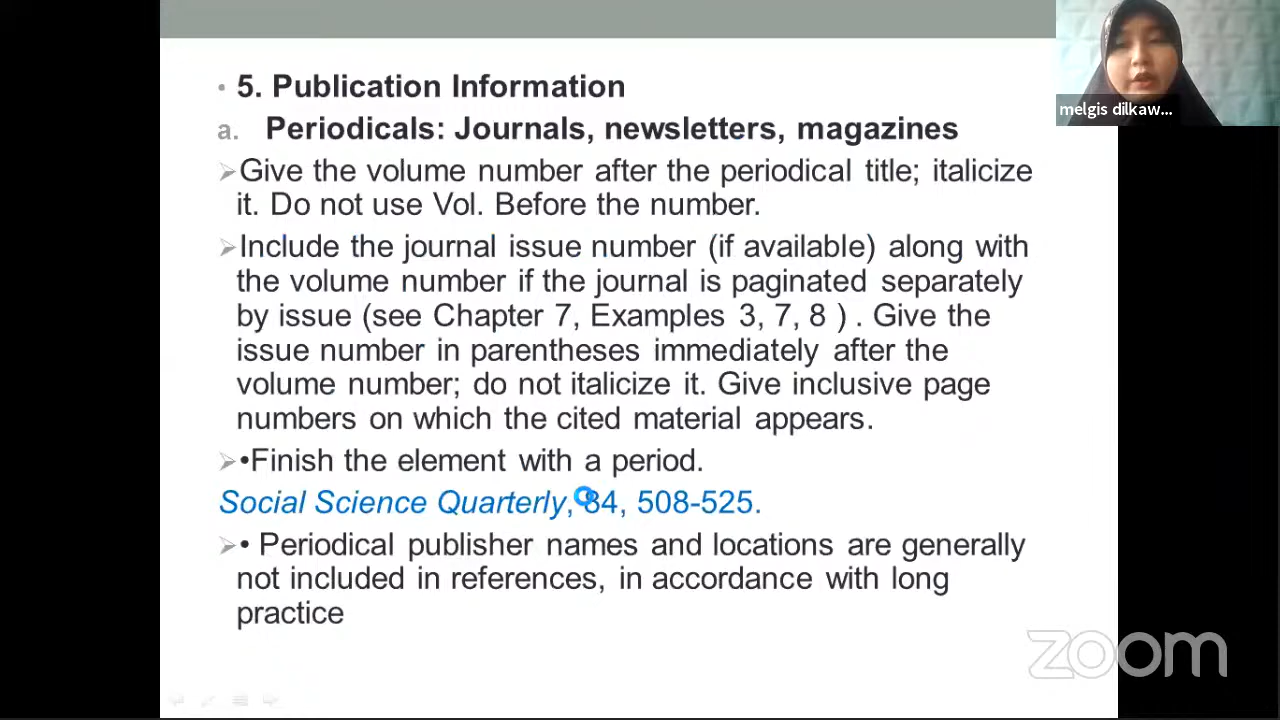 5. Publication Information
a. Periodicals: Journals, newsletters, magazines
Give the volume number after the periodical title; italicize
it. Do not use Vol. Before the number.
Include the journal issue number (if available) along with
the volume number if the journal is paginated separately
by issue (see Chapter 7, Examples 3, 7, 8 ) . Give the
issue number in parentheses immediately after the
volume number; do not italicize it. Give inclusive page
numbers on which the cited material appears.
•Finish the element with a period.
Social Science Quarterly, 84, 508-525.
• Periodical publisher names and locations are generally
not included in references, in accordance with long
practice
melgis dilkaw...
zoom